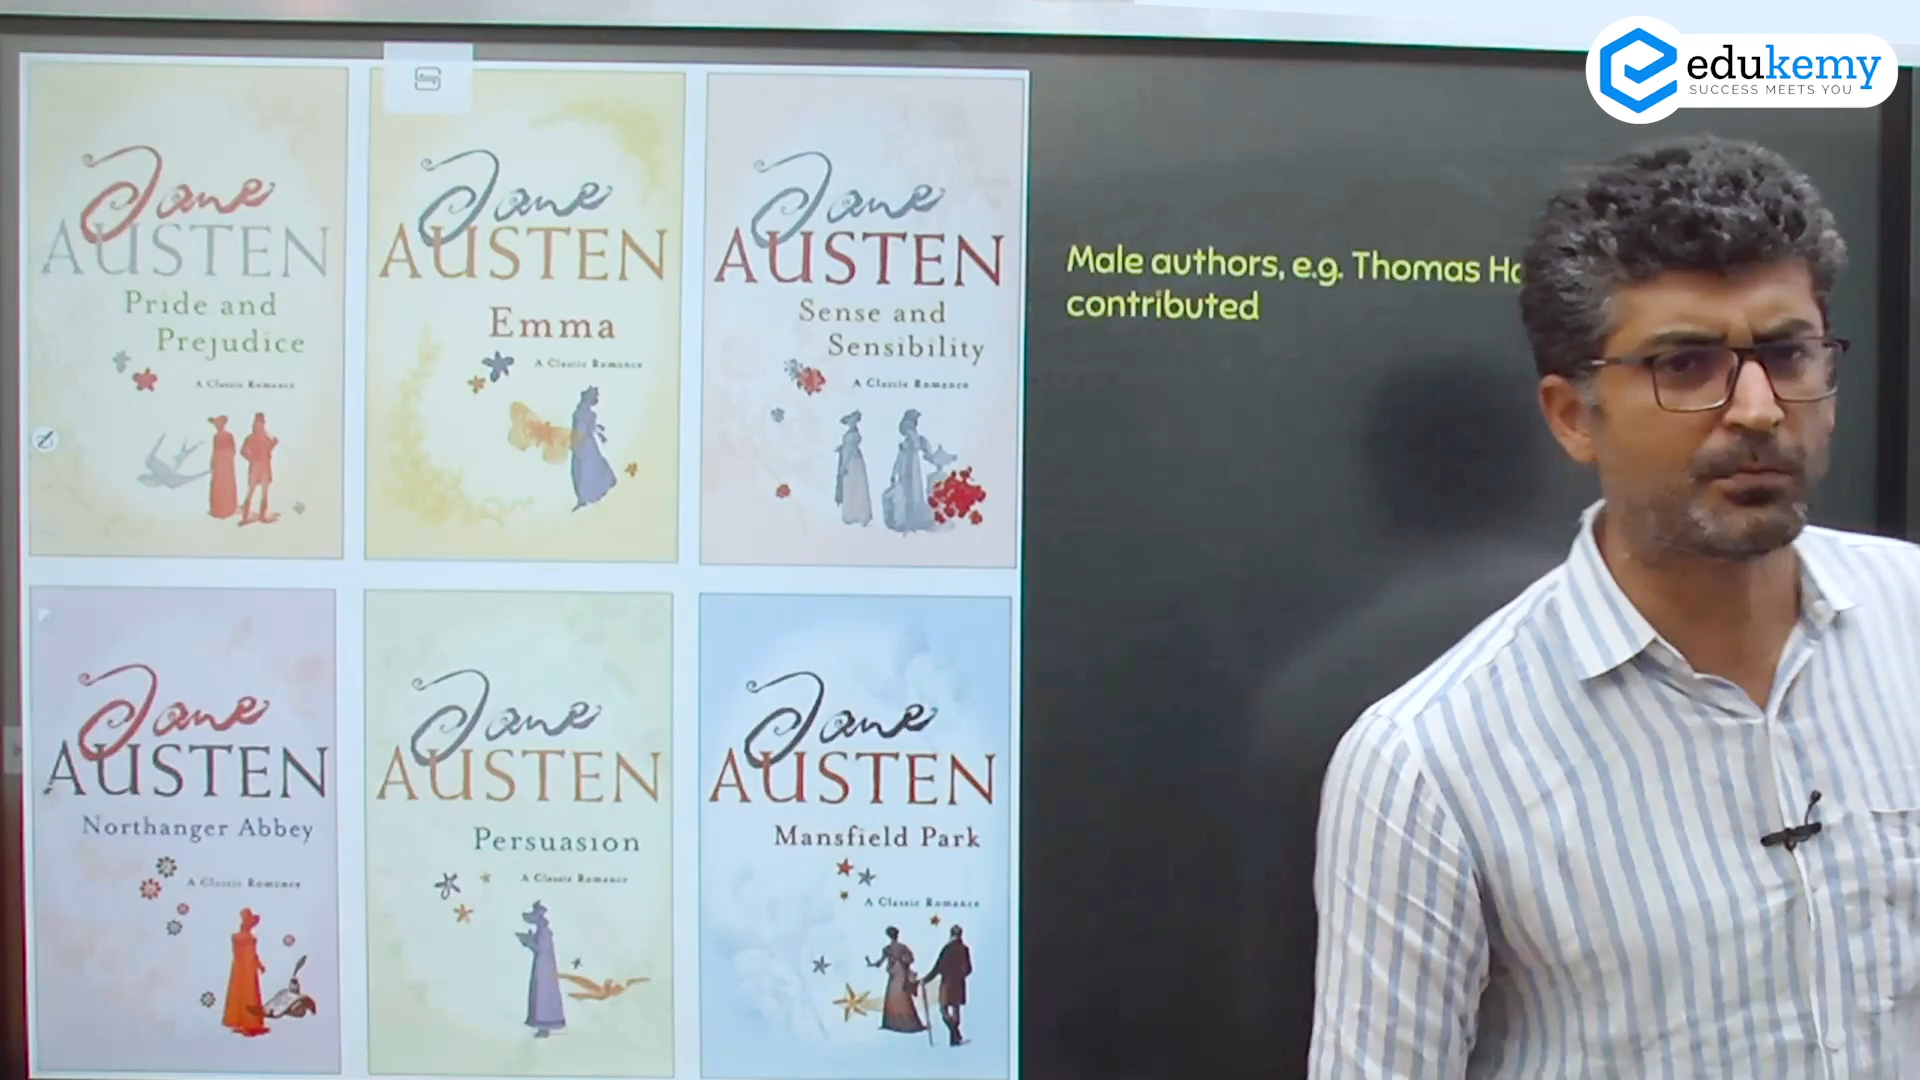 edukemy
SUCCESS MEETS YOU
Jane
AUSTEN
Pride and
Prejudice
A Classic Romance
Jane
AUSTEN
Emma
A Classic Romance
Jane
AUSTEN
Sense and
Sensibility
A Classic Romance
Male authors, e.g. Thomas
contributed
Jane
AUSTEN
Northanger Abbey
A Classic Romance
Jane
AUSTEN
Persuasion
A Classic Romance
Jane
AUSTEN
Mansfield Park
A Classic Romance